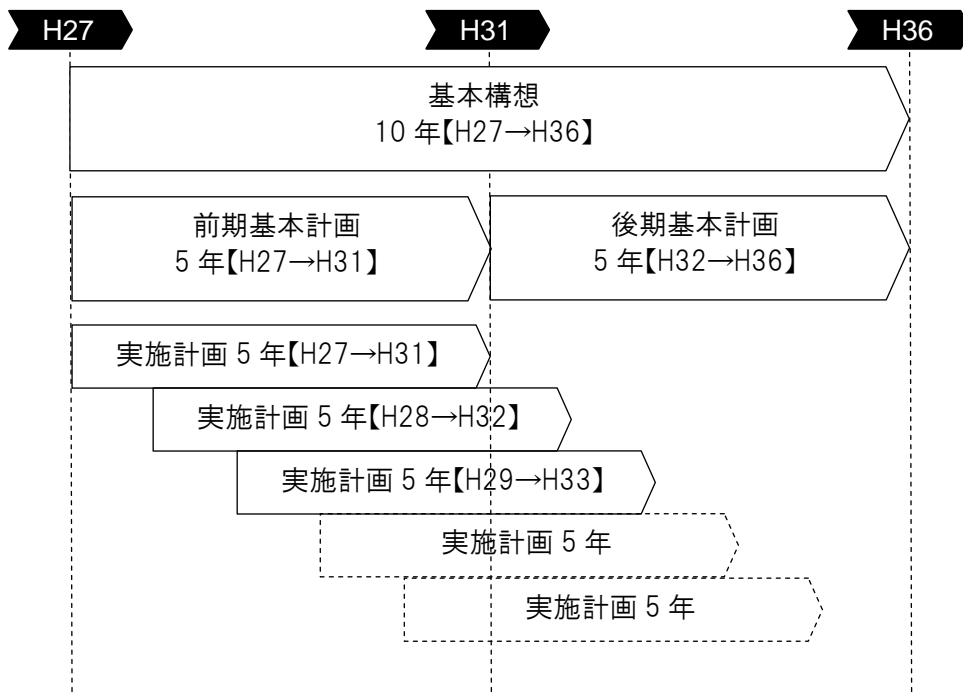 H27
H31
H36
基本構想
10 年【H27→H36】
前期基本計画
5 年【H27→H31】
後期基本計画
5 年【H32→H36】
実施計画 5 年【H27→H31】
実施計画 5 年【H28→H32】
実施計画 5 年【H29→H33】
実施計画 5 年
実施計画 5 年